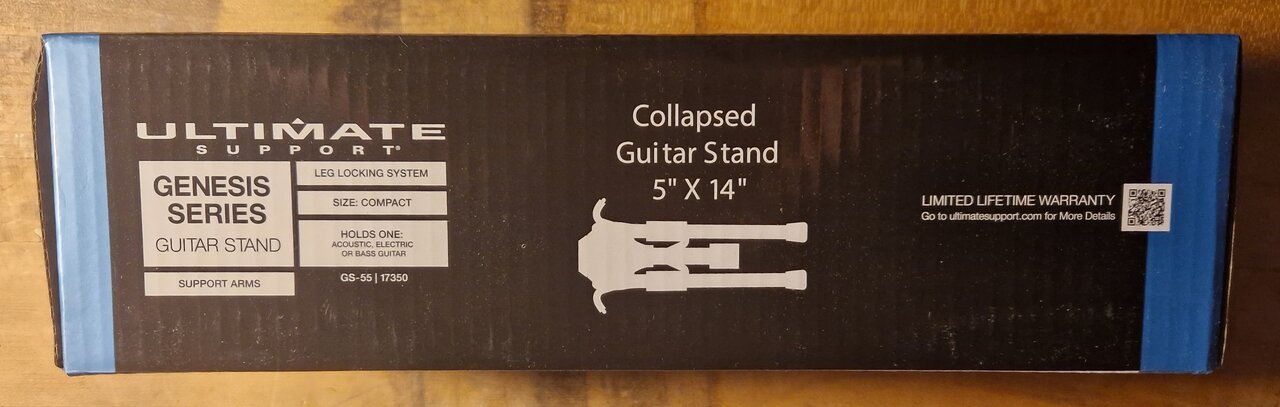 ULTIMATE
SUPPORT®
GENESIS
SERIES
GUITAR STAND
SUPPORT ARMS
LEG LOCKING SYSTEM
SIZE: COMPACT
HOLDS ONE:
ACOUSTIC, ELECTRIC
OR BASS GUITAR
GS-55 | 17350
Collapsed
Guitar Stand
5" X 14"
LIMITED LIFETIME WARRANTY
Go to ultimatesupport.com for More Details